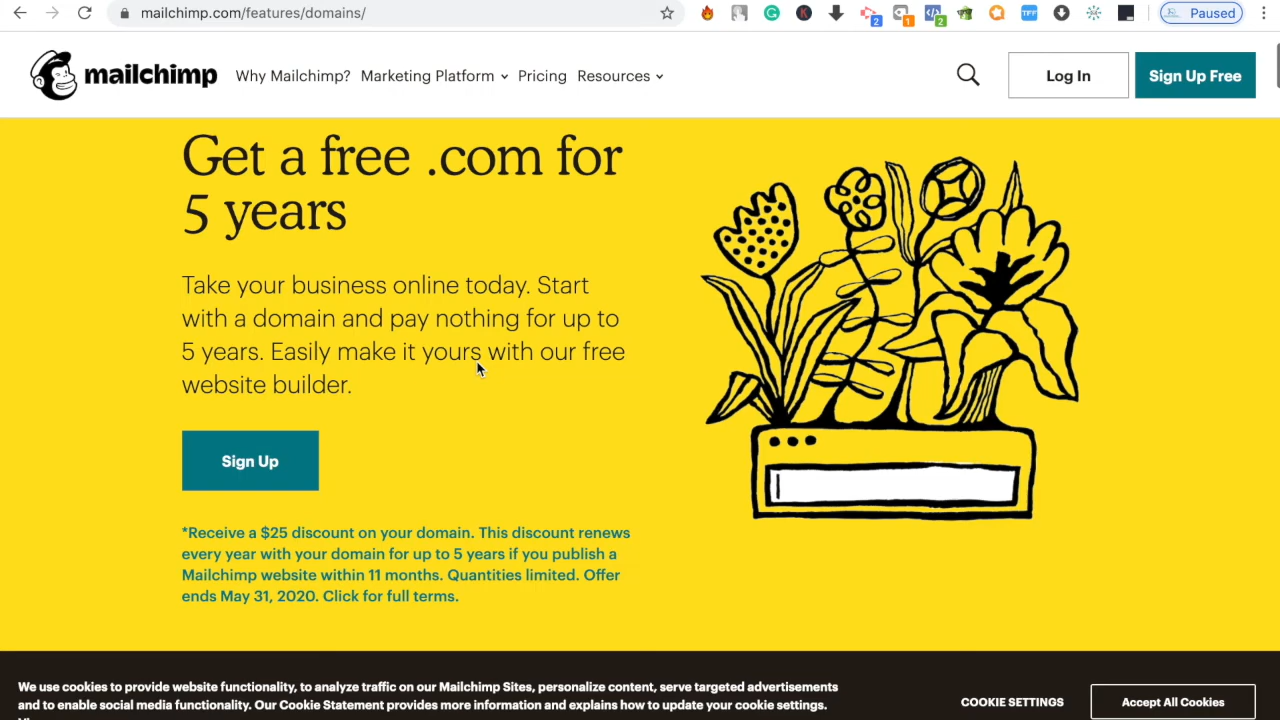 mailchimp.com/features/domains/
2
1
2
TFF
Paused
mailchimp
Why Mailchimp?
Marketing Platform
Pricing
Resources
Log In
Sign Up Free
Get a free .com for
5 years
Take your business online today. Start
with a domain and pay nothing for up to
5 years. Easily make it yours with our free
website builder.
Sign Up
*Receive a $25 discount on your domain. This discount renews
every year with your domain for up to 5 years if you publish a
Mailchimp website within 11 months. Quantities limited. Offer
ends May 31, 2020. Click for full terms.
We use cookies to provide website functionality, to analyze traffic on our Mailchimp Sites, personalize content, serve targeted advertisements
and to enable social media functionality. Our Cookie Statement provides more information and explains how to update your cookie settings.
COOKIE SETTINGS
Accept All Cookies